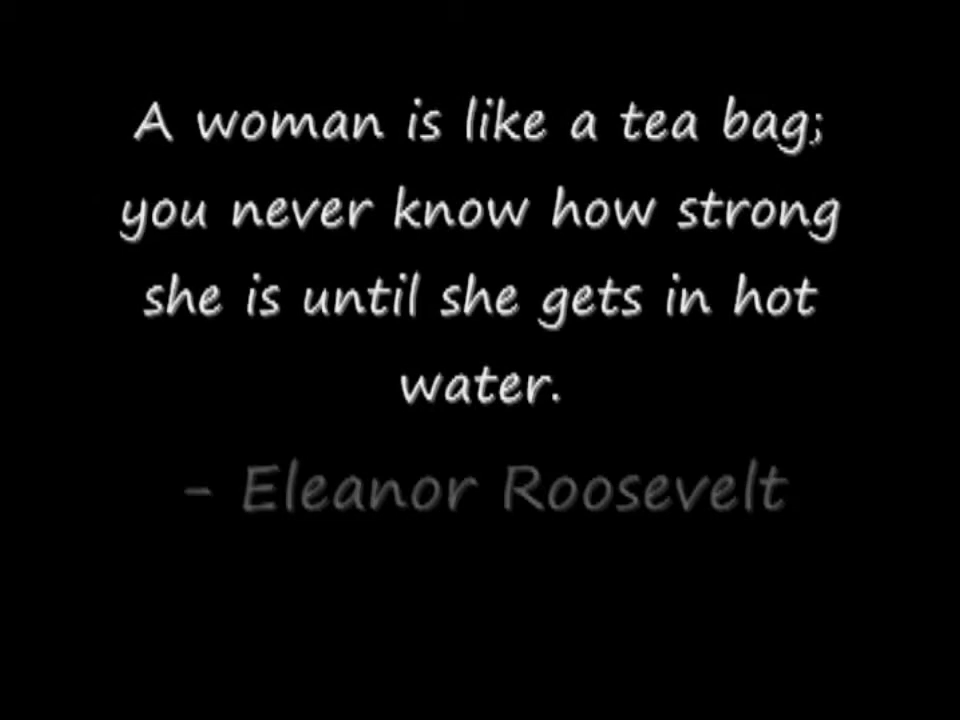 A woman is like a tea bag;
you never know how strong
she is until she gets in hot
water.
- Eleanor Roosevelt